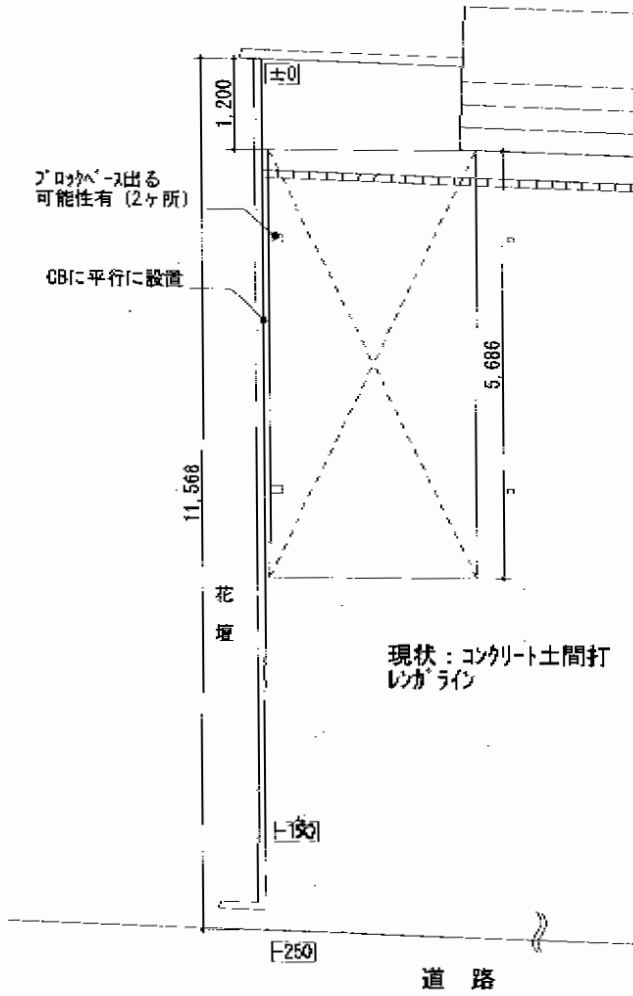 ±0
1,200
ブロックベース出る
可能性有(2ヶ所)
CBに平行に設置
5,686
11,568
花
壇
現状:コンクリート土間打
レンガライン
-150
-250
道 路